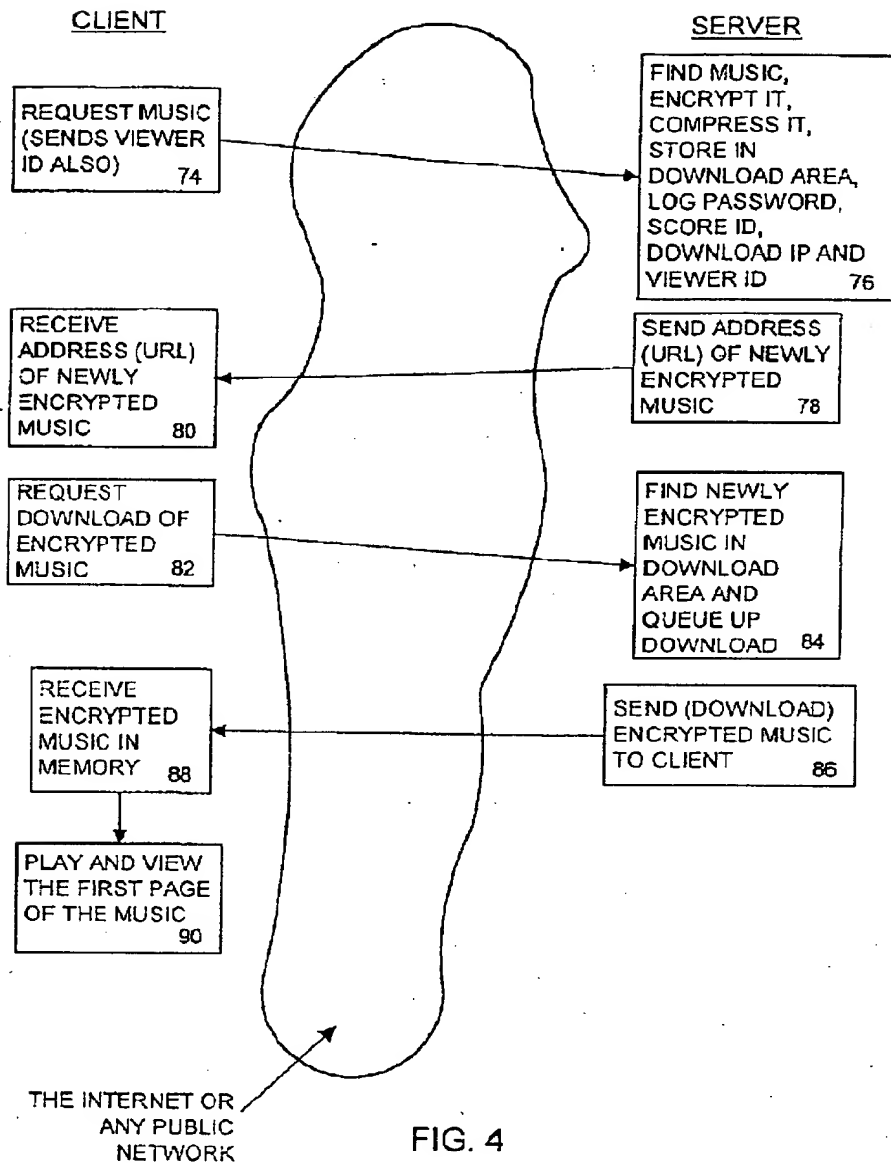 CLIENT
SERVER
REQUEST MUSIC
(SENDS VIEWER
ID ALSO)
74
FIND MUSIC,
ENCRYPT IT,
COMPRESS IT,
STORE IN
DOWNLOAD AREA,
LOG PASSWORD,
SCORE ID,
DOWNLOAD IP AND
VIEWER ID
76
RECEIVE
ADDRESS (URL)
OF NEWLY
ENCRYPTED
MUSIC
80
SEND ADDRESS
(URL) OF NEWLY
ENCRYPTED
MUSIC
78
REQUEST
DOWNLOAD OF
ENCRYPTED
MUSIC
82
FIND NEWLY
ENCRYPTED
MUSIC IN
DOWNLOAD
AREA AND
QUEUE UP
DOWNLOAD
84
RECEIVE
ENCRYPTED
MUSIC IN
MEMORY
88
SEND (DOWNLOAD)
ENCRYPTED MUSIC
TO CLIENT
86
PLAY AND VIEW
THE FIRST PAGE
OF THE MUSIC
90
THE INTERNET OR
ANY PUBLIC
NETWORK
FIG. 4